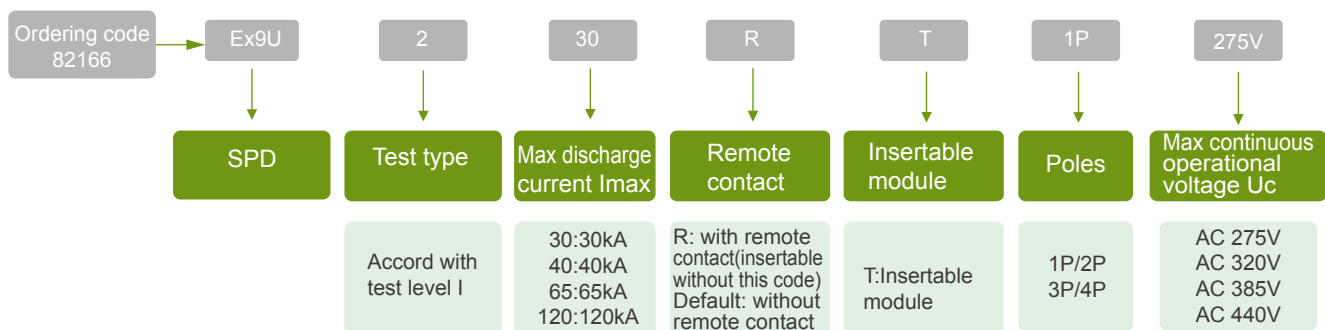 Ordering code
82166
Ex9U
2
30
R
T
1P
275V
SPD
Test type
Max discharge
current Imax
Remote
contact
Insertable
module
Poles
Max continuous
operational
voltage Uc
Accord with
test level I
30:30kA
40:40kA
65:65kA
120:120kA
R: with remote
contact(insertable
without this code)
Default: without
remote contact
T:Insertable
module
1P/2P
3P/4P
AC 275V
AC 320V
AC 385V
AC 440V